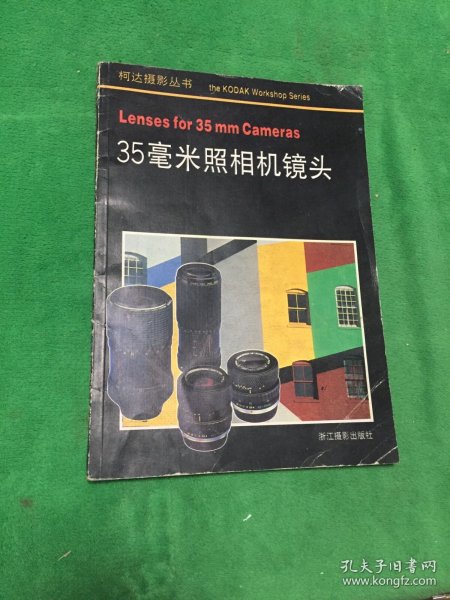 柯达摄影丛书 the KODAK Workshop Series
Lenses for 35 mm Cameras
35毫米照相机镜头
浙江摄影出版社
孔夫子旧书网
www.kongfz.com